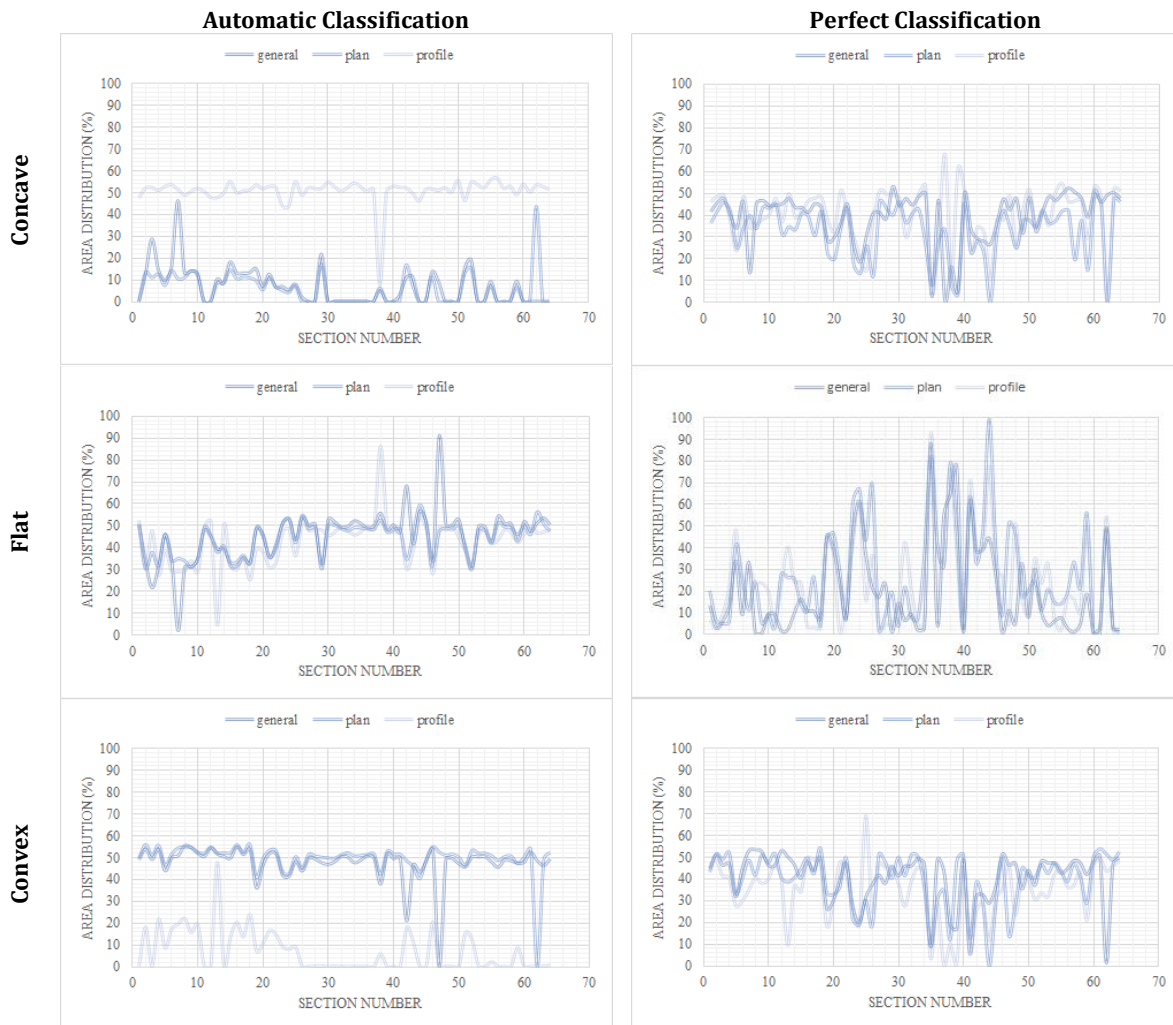 Automatic Classification
Perfect Classification
Concave
general plan profile
AREA DISTRIBUTION (%)
100
90
80
70
60
50
40
30
20
10
0
0 10 20 30 40 50 60 70
SECTION NUMBER
general plan profile
AREA DISTRIBUTION (%)
100
90
80
70
60
50
40
30
20
10
0
0 10 20 30 40 50 60 70
SECTION NUMBER
Flat
general plan profile
AREA DISTRIBUTION (%)
100
90
80
70
60
50
40
30
20
10
0
0 10 20 30 40 50 60 70
SECTION NUMBER
general plan profile
AREA DISTRIBUTION (%)
100
90
80
70
60
50
40
30
20
10
0
0 10 20 30 40 50 60 70
SECTION NUMBER
Convex
general plan profile
AREA DISTRIBUTION (%)
100
90
80
70
60
50
40
30
20
10
0
0 10 20 30 40 50 60 70
SECTION NUMBER
general plan profile
AREA DISTRIBUTION (%)
100
90
80
70
60
50
40
30
20
10
0
0 10 20 30 40 50 60 70
SECTION NUMBER